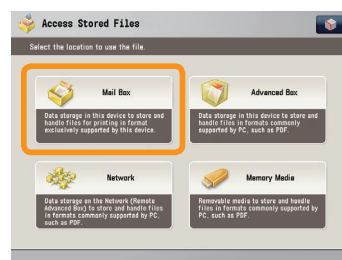 Access Stored Files
Select the location to use the file.
Mail Box
Data storage in this device to store and
handle files for printing in format
exclusively supported by this device.
Advanced Box
Data storage in this device to store and
handle files in formats commonly
supported by PC, such as PDF.
Network
Data storage on the Network (Remote
Advanced Box) to store and handle files
in formats commonly supported by PC,
such as PDF.
Memory Media
Removable media to store and handle
files in formats commonly supported by
PC, such as PDF.